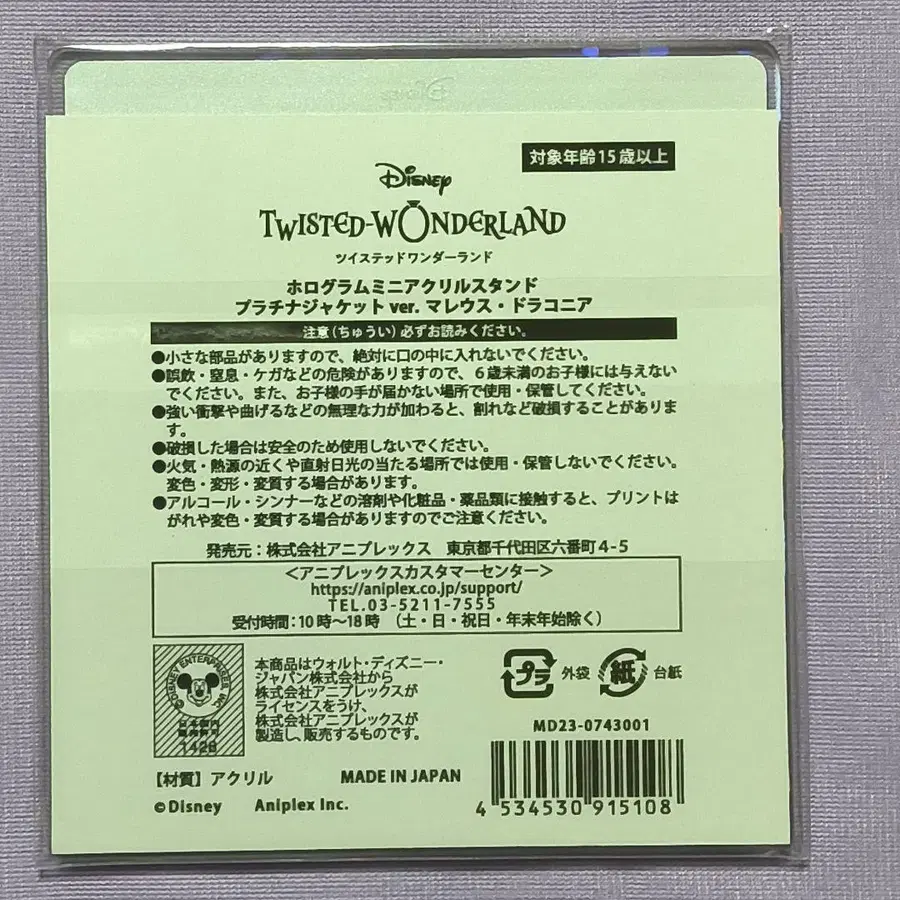 対象年齢15歳以上
Disney
TWISTED-WONDERLAND
ツイステッドワンダーランド
ホログラムミニアクリルスタンド
プラチナジャケット ver. マレウス・ドラコニア
注意（ちゅうい）必ずお読みください。
●小さな部品がありますので、絶対に口の中に入れないでください。
●誤飲・窒息・ケガなどの危険がありますので、６歳未満のお子様には与えない
でください。また、お子様の手が届かない場所で使用・保管してください。
●強い衝撃や曲げるなどの無理な力が加わると、割れなど破損することがありま
す。
●破損した場合は安全のため使用しないでください。
●火気・熱源の近くや直射日光の当たる場所では使用・保管しないでください。
変色・変形・変質する場合があります。
●アルコール・シンナーなどの溶剤や化粧品・薬品類に接触すると、プリントは
がれや変色・変質する場合がありますのでご注意ください。
発売元：株式会社アニプレックス　東京都千代田区六番町4-5
＜アニプレックスカスタマーセンター＞
https://aniplex.co.jp/support/
TEL.03-5211-7555
受付時間：10時～18時　（土・日・祝日・年末年始除く）
©DISNEY ENTERPRISES, INC.
日本国内
販売許可
1428
本商品はウォルト・ディズニー・
ジャパン株式会社から
株式会社アニプレックスが
ライセンスをうけ、
株式会社アニプレックスが
製造し、販売するものです。
プラ 外袋 紙 台紙
MD23-0743001
【材質】アクリル　MADE IN JAPAN
©Disney　Aniplex Inc.
4 534530 915108